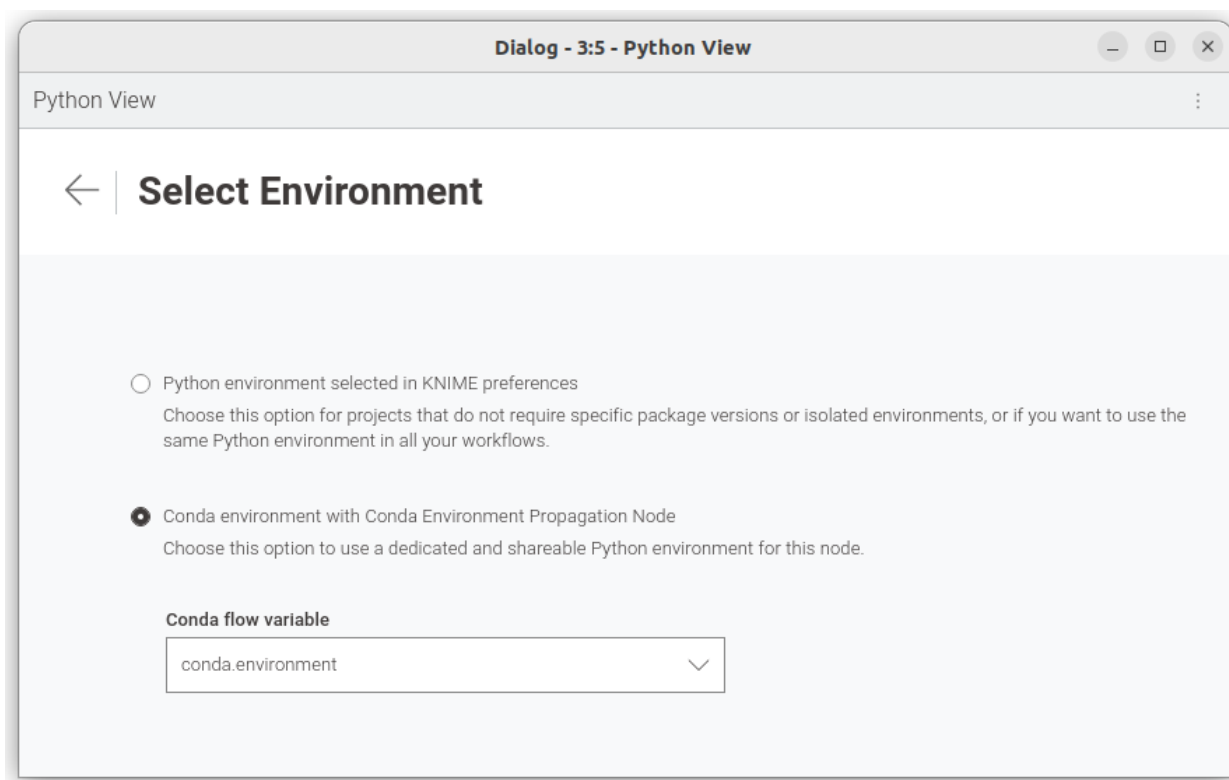 Dialog - 3:5 - Python View
Python View
Select Environment
Python environment selected in KNIME preferences
Choose this option for projects that do not require specific package versions or isolated environments, or if you want to use the
same Python environment in all your workflows.
Conda environment with Conda Environment Propagation Node
Choose this option to use a dedicated and shareable Python environment for this node.
Conda flow variable
conda.environment